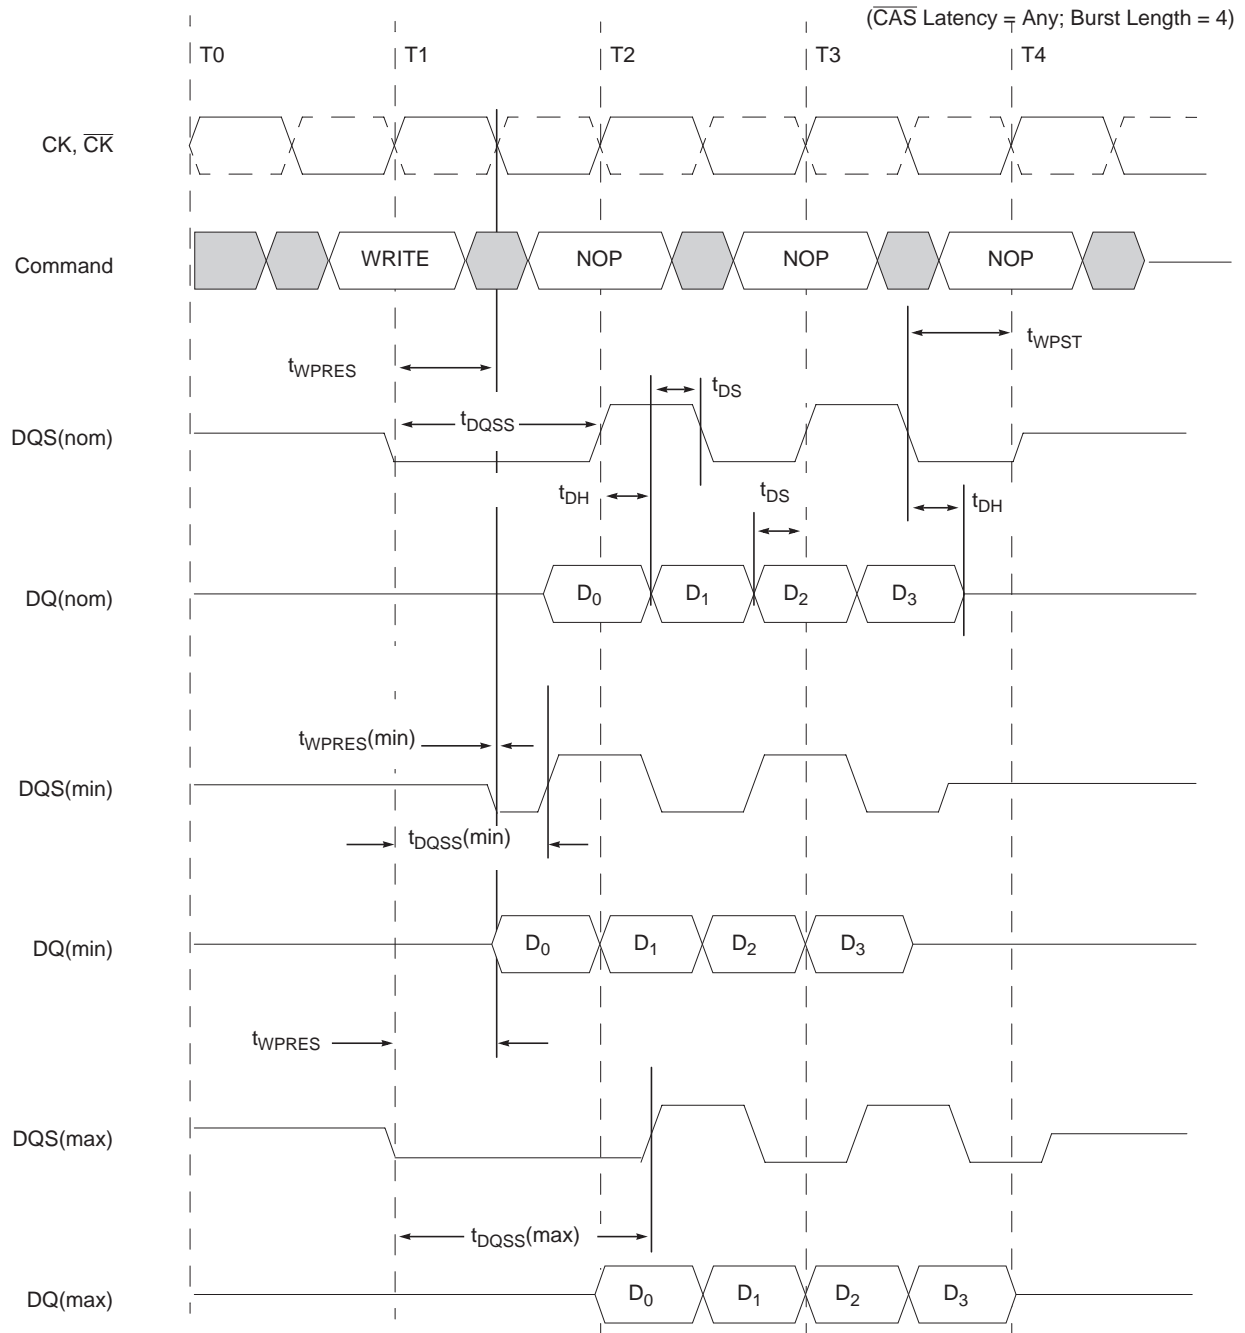 (CAS Latency = Any; Burst Length = 4)
T0 T1 T2 T3 T4
CK, CK
Command WRITE NOP NOP NOP
tWPST
tWPRES
tDS
DQS(nom) tDQSS
tDH tDS tDH
DQ(nom) D0 D1 D2 D3
tWPRES(min)
DQS(min)
tDQSS(min)
DQ(min) D0 D1 D2 D3
tWPRES
DQS(max)
tDQSS(max)
DQ(max) D0 D1 D2 D3